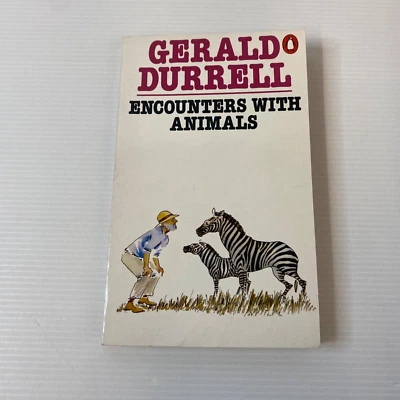 GERALD
DURRELL
ENCOUNTERS WITH
ANIMALS